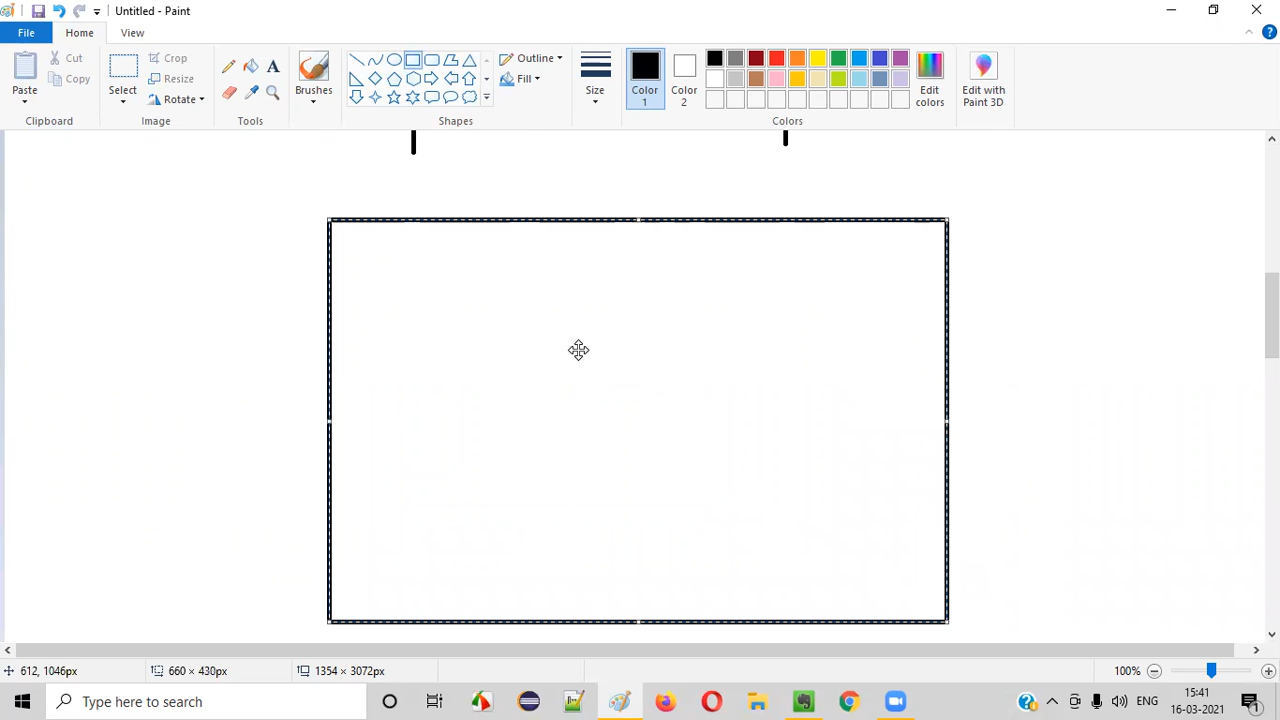 Untitled - Paint
File
Home
View
Paste
Cut
Copy
Clipboard
Select
Crop
Resize
Rotate
Image
A
Tools
Brushes
Outline
Fill
Shapes
Size
Color
1
Color
2
Edit
colors
Edit with
Paint 3D
Colors
612, 1046px
660 × 430px
1354 × 3072px
100%
Type here to search
ENG
15:41
16-03-2021